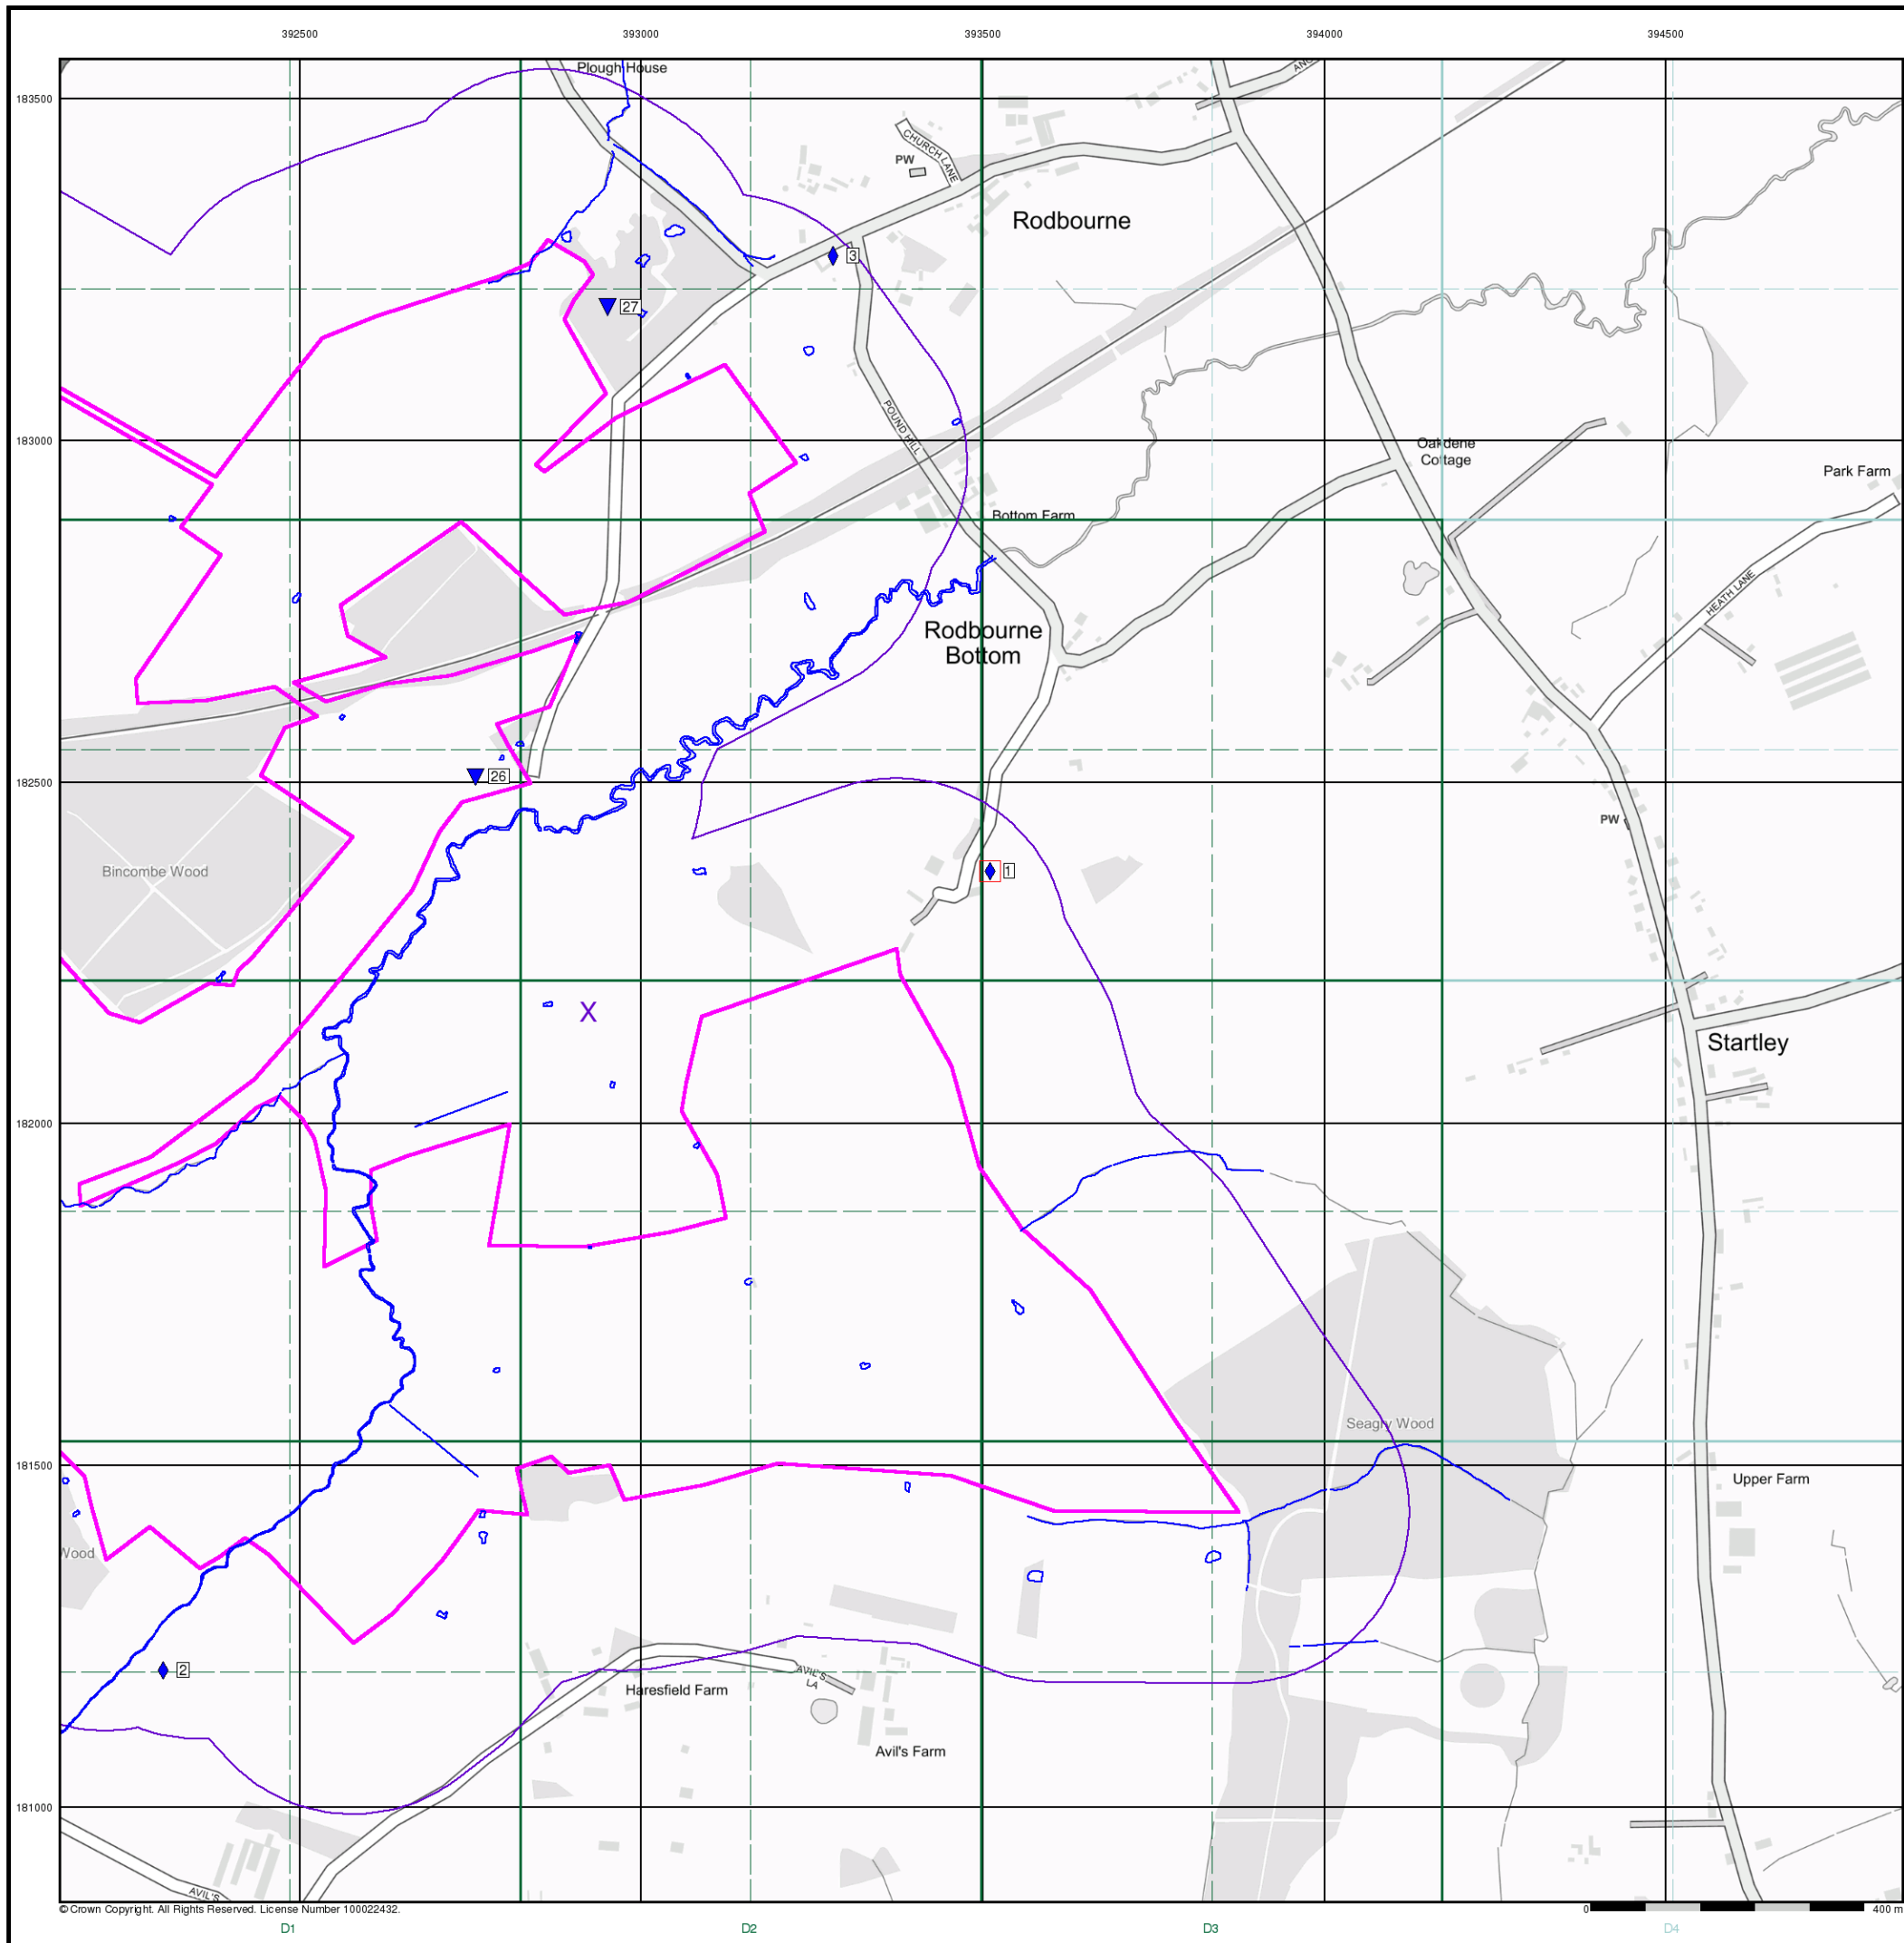 392500 393000 393500 394000 394500
Plough House
183500
CHURCH LANE
PW
Rodbourne
3
27
POUND HILL
183000
Oakdene
Cottage
Park Farm
Bottom Farm
HEATH LANE
Rodbourne
Bottom
182500
26
PW
Bincombe Wood
1
X
Startley
182000
Seagry Wood
181500
Upper Farm
Wood
2
AVIL'S
LA
Haresfield Farm
Avil's Farm
181000
AVIL'S
© Crown Copyright. All Rights Reserved. License Number 100022432.
0 400 m
D1 D2 D3 D4